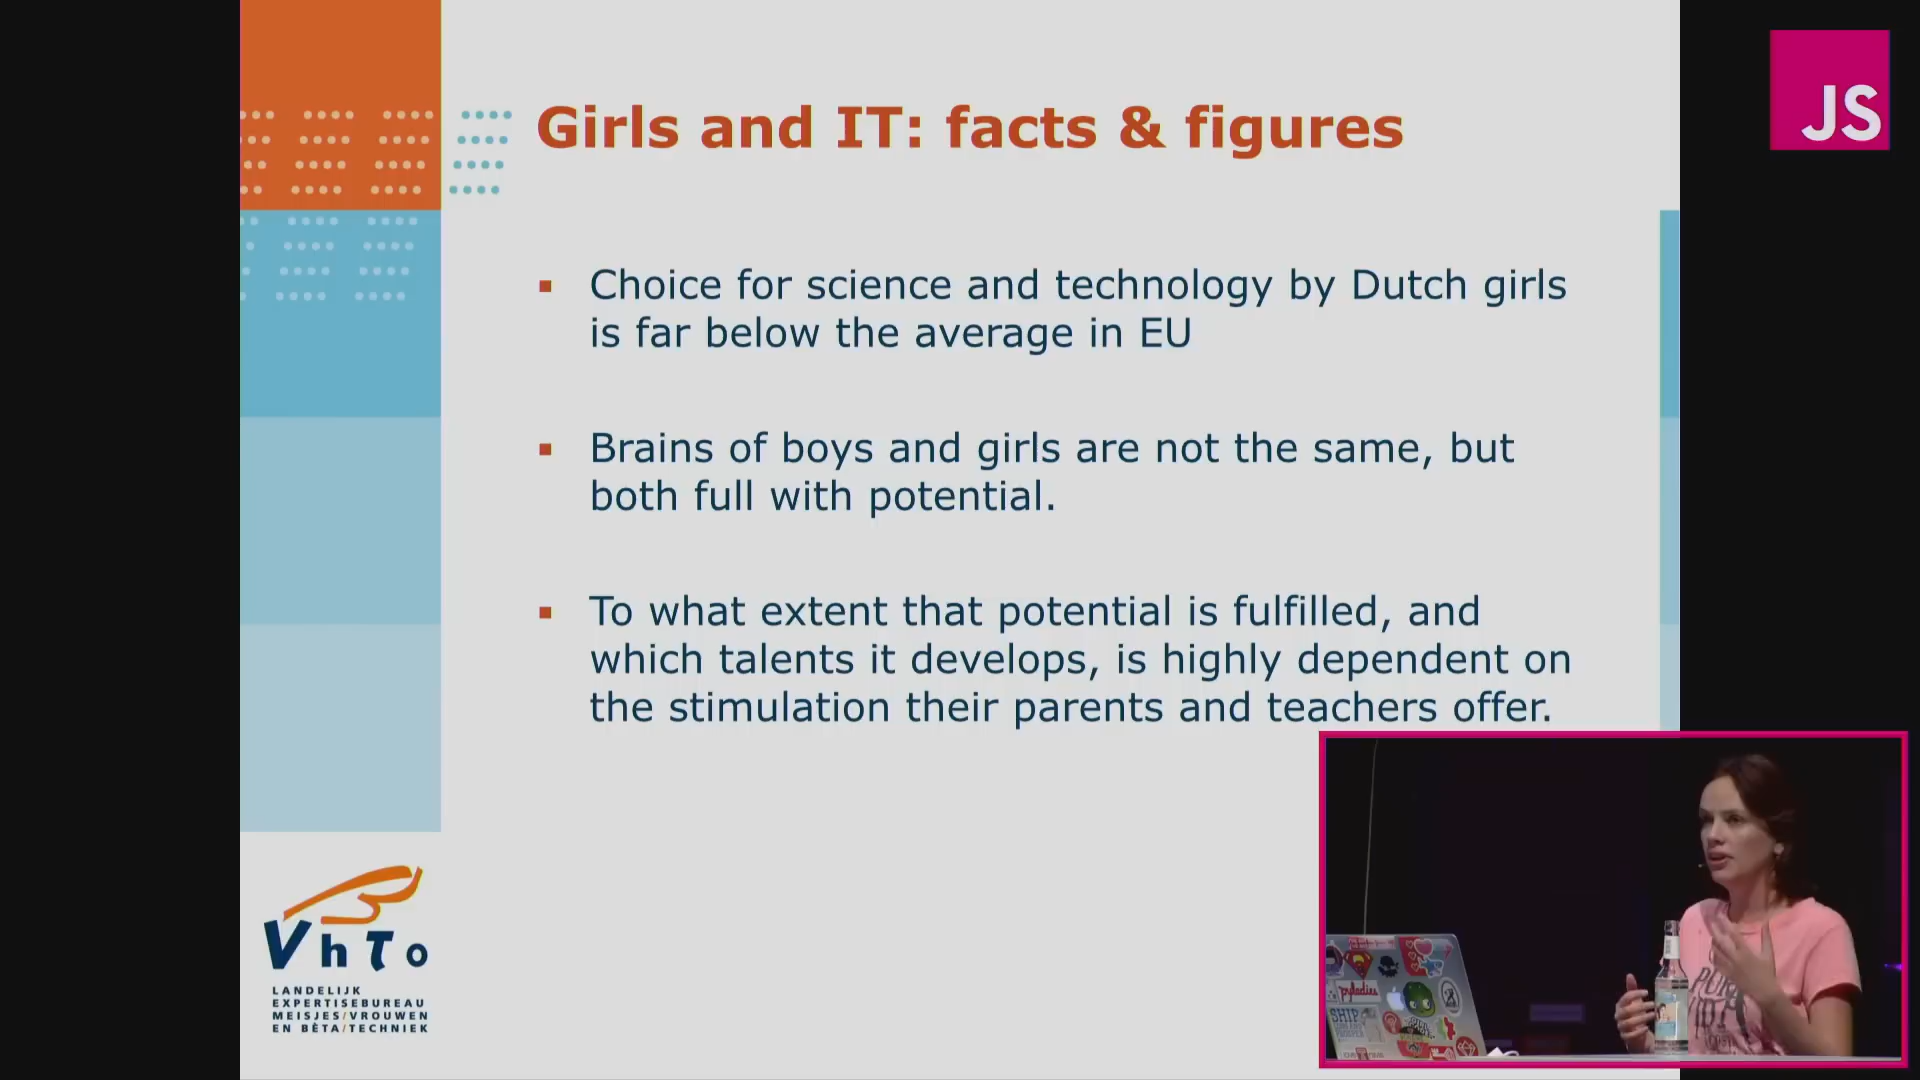 Girls and IT: facts & figures
JS
Choice for science and technology by Dutch girls
is far below the average in EU
Brains of boys and girls are not the same, but
both full with potential.
To what extent that potential is fulfilled, and
which talents it develops, is highly dependent on
the stimulation their parents and teachers offer.
VhTo
LANDELIJK
EXPERTISEBUREAU
MEISJES/VROUWEN
EN BÈTA/TECHNIEK
pyladies
SHIP